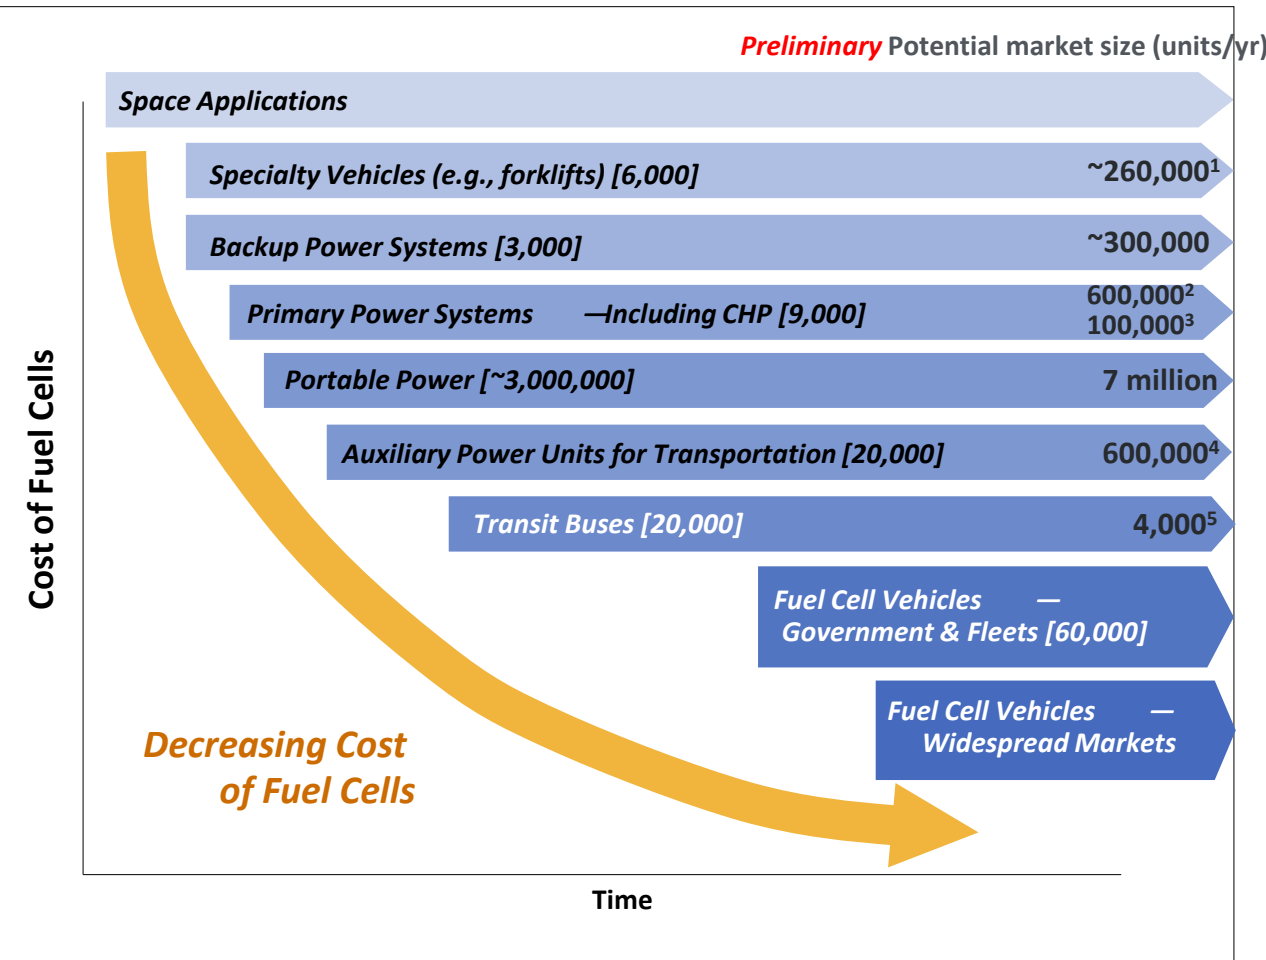 Preliminary Potential market size (units/yr)
Space Applications
Specialty Vehicles (e.g., forklifts) [6,000] ~260,000¹
Backup Power Systems [3,000] ~300,000
Primary Power Systems —Including CHP [9,000] 600,000²
100,000³
Portable Power [~3,000,000] 7 million
Auxiliary Power Units for Transportation [20,000] 600,000⁴
Transit Buses [20,000] 4,000⁵
Fuel Cell Vehicles —
Government & Fleets [60,000]
Fuel Cell Vehicles —
Widespread Markets
Cost of Fuel Cells
Decreasing Cost
of Fuel Cells
Time